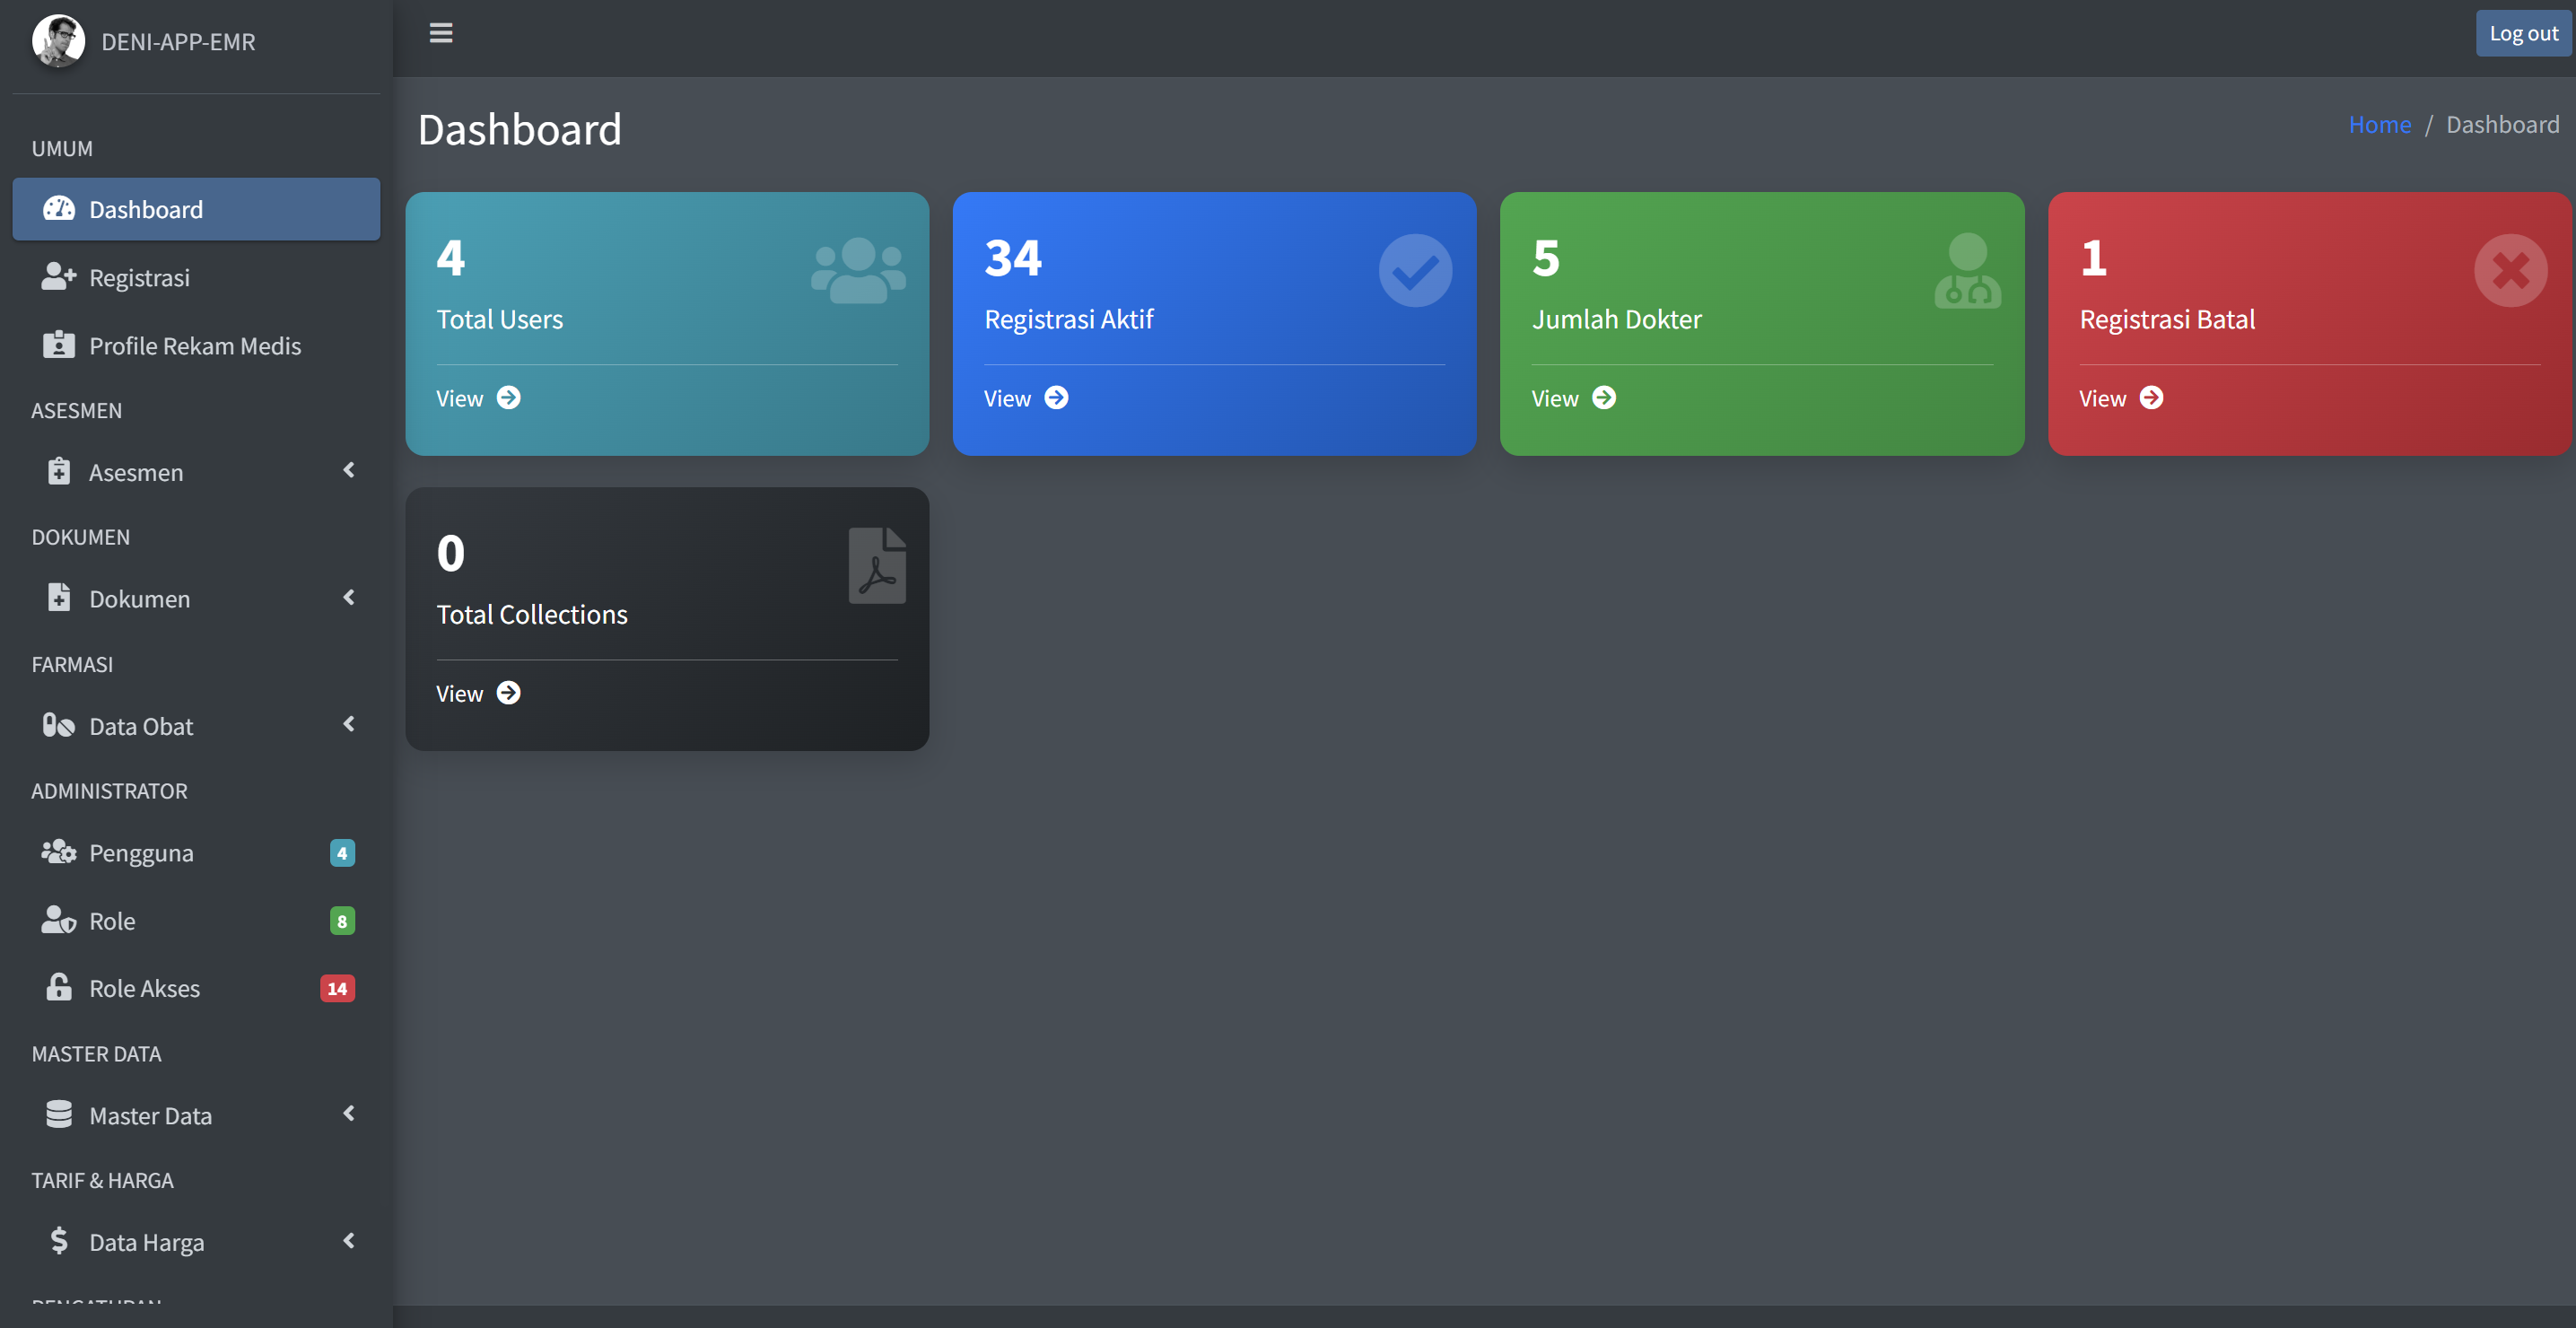 DENI-APP-EMR
Log out
UMUM
Dashboard
Registrasi
Profile Rekam Medis
ASESMEN
Asesmen
DOKUMEN
Dokumen
FARMASI
Data Obat
ADMINISTRATOR
Pengguna 4
Role 8
Role Akses 14
MASTER DATA
Master Data
TARIF & HARGA
Data Harga
PENGATURAN
Dashboard
Home / Dashboard
4
Total Users
View
34
Registrasi Aktif
View
5
Jumlah Dokter
View
1
Registrasi Batal
View
0
Total Collections
View